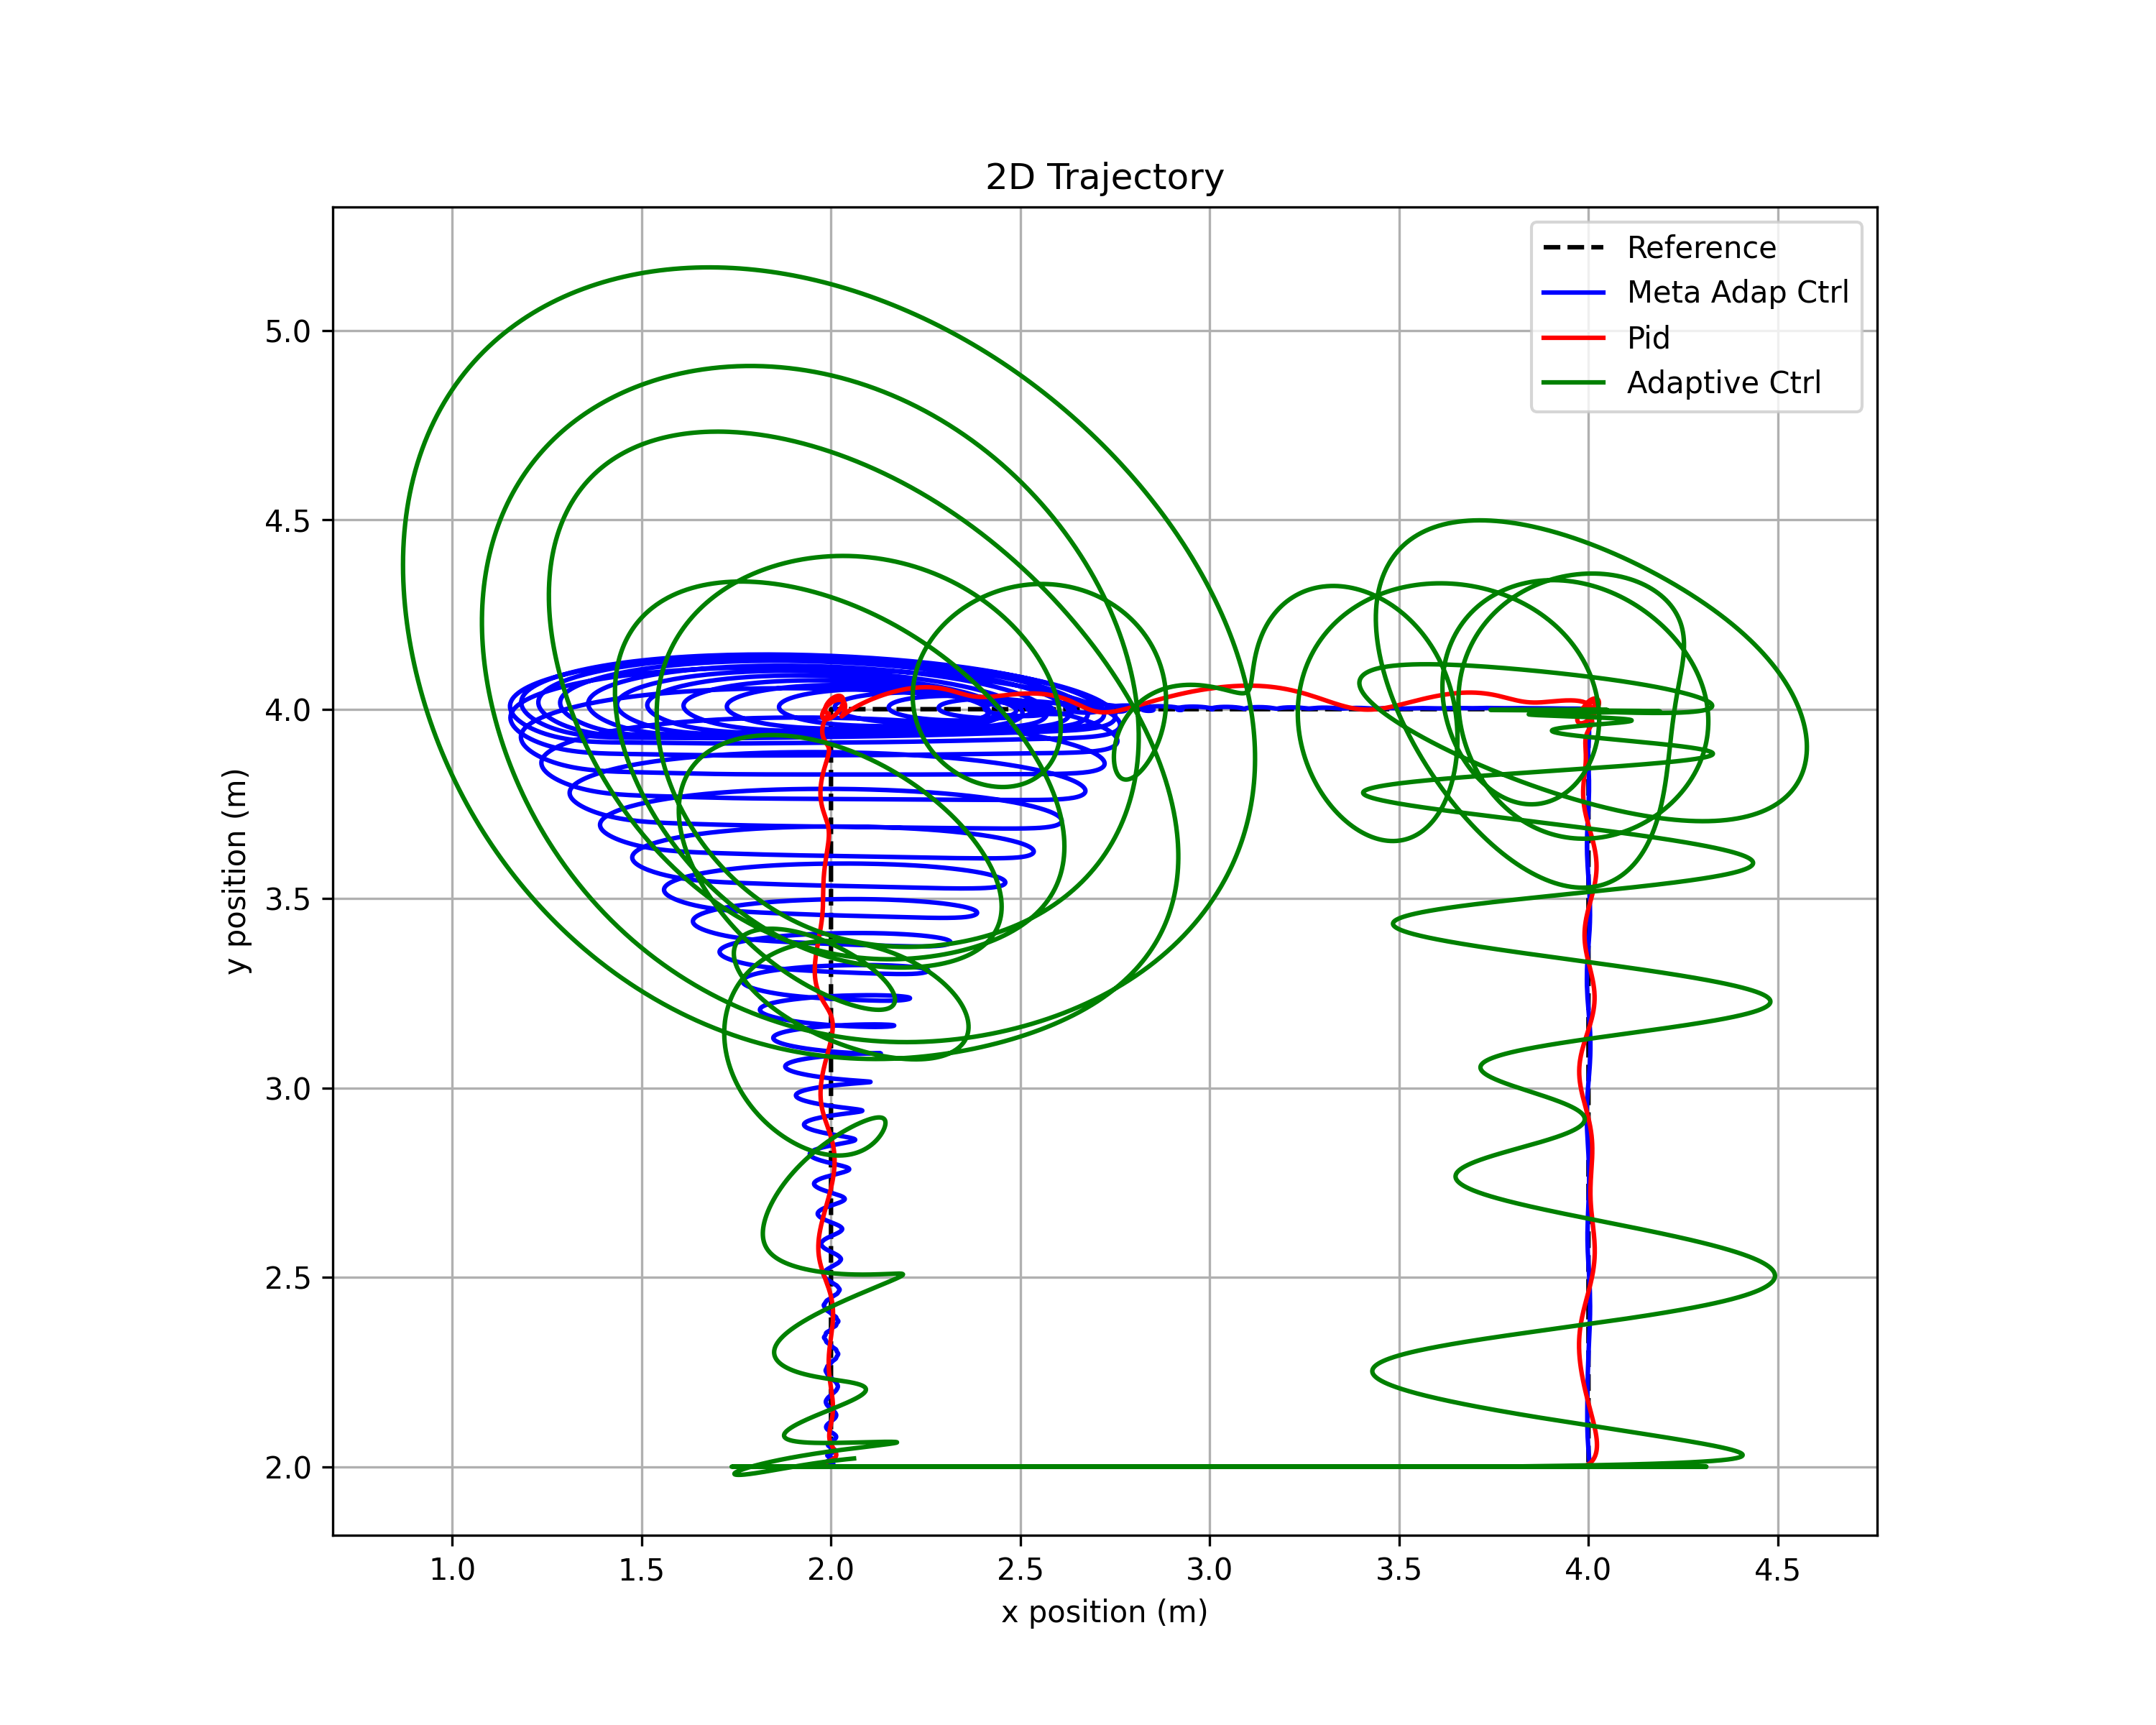 2D Trajectory
Reference
Meta Adap Ctrl
Pid
Adaptive Ctrl
5.0
4.5
4.0
3.5
3.0
2.5
2.0
y position (m)
1.0 1.5 2.0 2.5 3.0 3.5 4.0 4.5
x position (m)